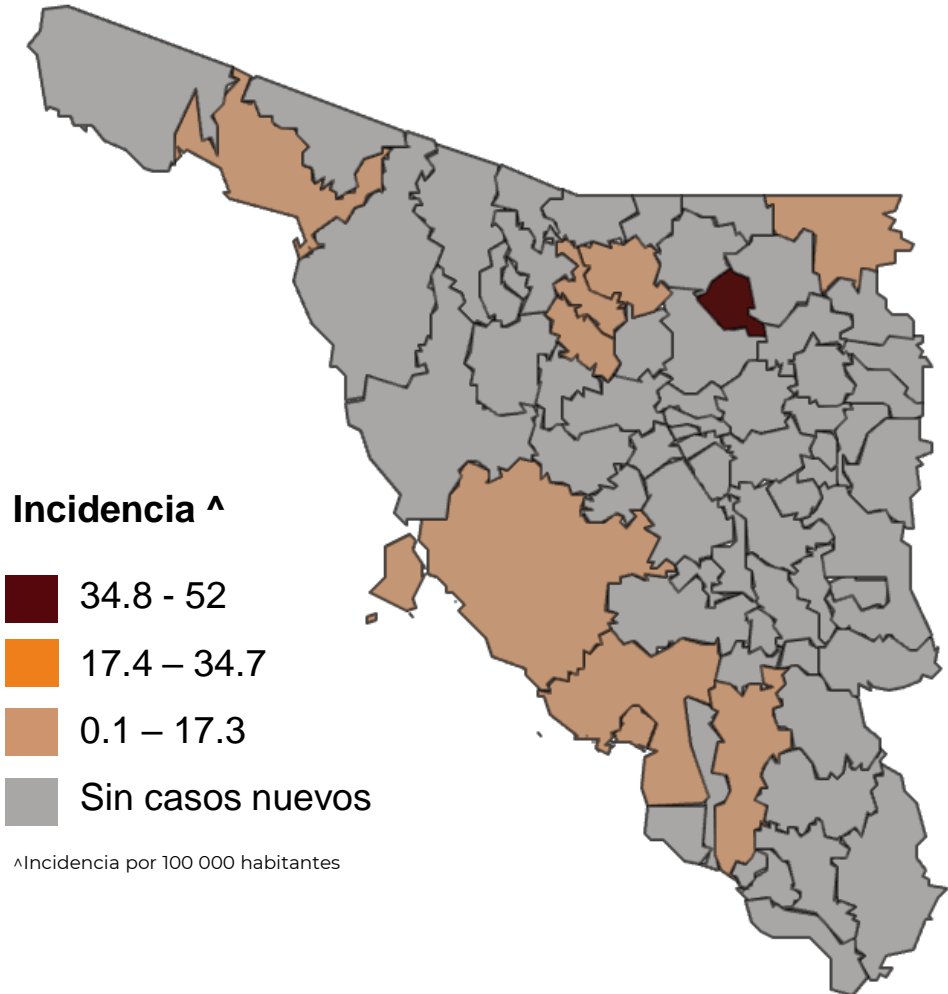 Incidencia ^
34.8 - 52
17.4 – 34.7
0.1 – 17.3
Sin casos nuevos
^Incidencia por 100 000 habitantes